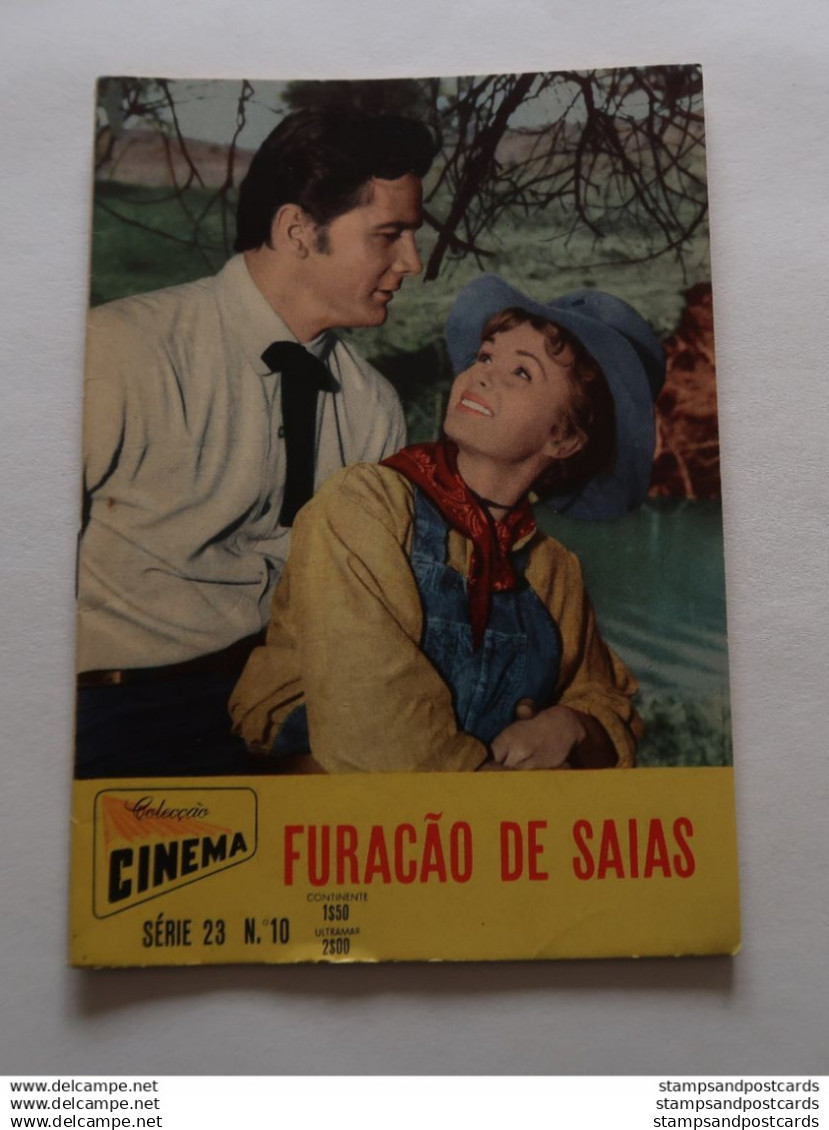 Colecção
CINEMA
FURACÃO DE SAIAS
SÉRIE 23 N.º 10
CONTINENTE
1$50
ULTRAMAR
2$00
www.delcampe.net
www.delcampe.net
www.delcampe.net
stampsandpostcards
stampsandpostcards
stampsandpostcards